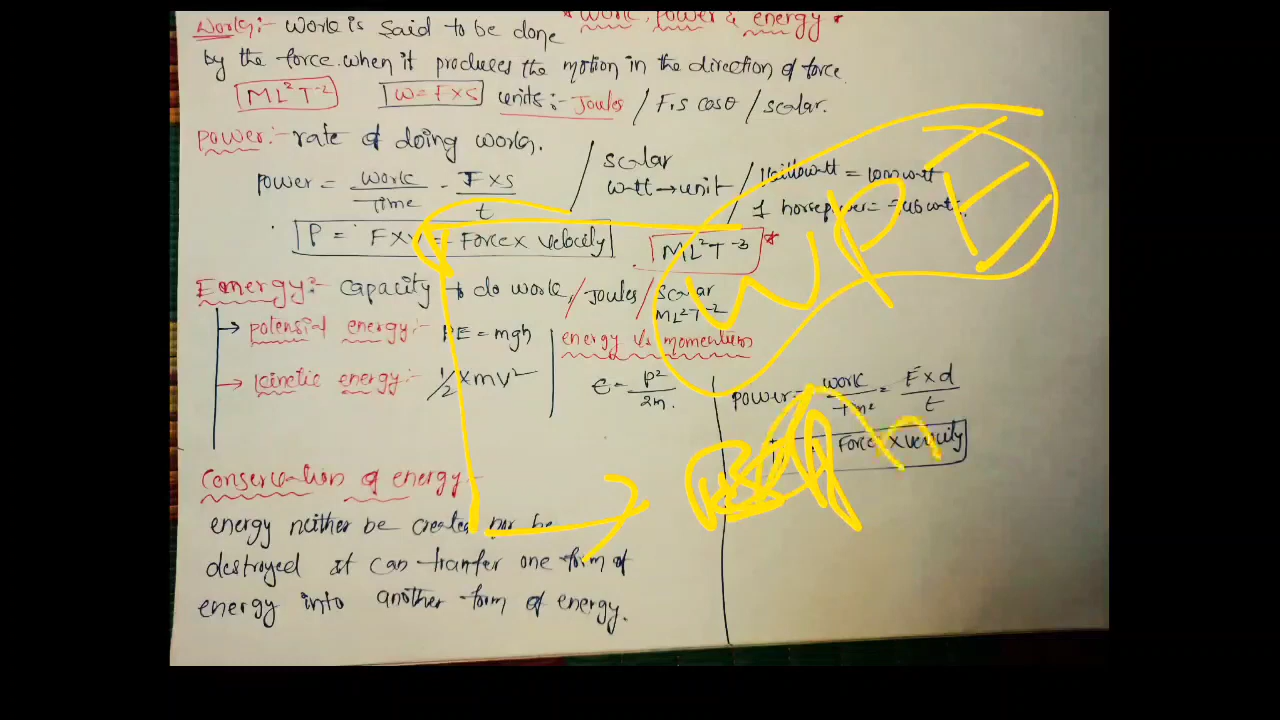 * work, power & energy *
Work:- work is said to be done
by the force when it produces the motion in the direction of force.
ML²T⁻² W=F×S units:- Joules / F.S cosθ / scalar.
power:- rate of doing work.
power = work/Time = F×S/t
scalar
watt → unit
1 killowatt = 1000 watt
1 horsepower = 746 watt.
P = F×V = Force × velocity
ML²T⁻³ *
WPE
Energy:- capacity to do work / Joules / scalar
ML²T⁻²
→ potensial energy:- PE = mgh
→ kinetic energy:- 1/2 × mv²
energy v/s momentum
E = P²/2m.
power = work/Time = F×d/t
Force × velocity
Conservation of energy:-
energy neither be created nor be
destroyed it can tranfer one form of
energy into another form of energy.